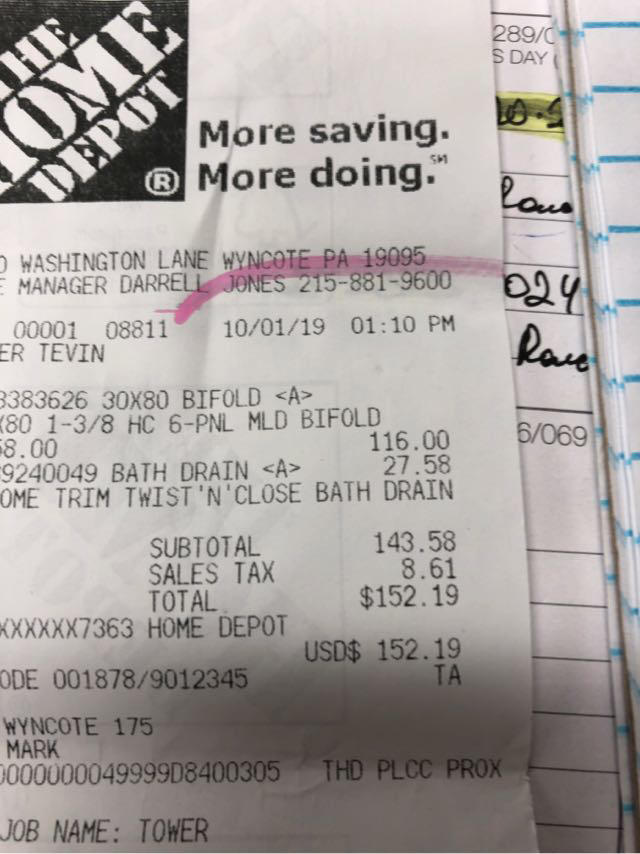 THE
HOME
DEPOT
®
More saving.
More doing.℠
WASHINGTON LANE WYNCOTE PA 19095
MANAGER DARRELL JONES 215-881-9600
00001 08811 10/01/19 01:10 PM
ER TEVIN
3383626 30X80 BIFOLD <A>
X80 1-3/8 HC 6-PNL MLD BIFOLD
8.00 116.00
9240049 BATH DRAIN <A> 27.58
OME TRIM TWIST'N'CLOSE BATH DRAIN
SUBTOTAL 143.58
SALES TAX 8.61
TOTAL $152.19
XXXXXX7363 HOME DEPOT
USD$ 152.19
ODE 001878/9012345 TA
WYNCOTE 175
MARK
0000000049999D8400305 THD PLCC PROX
JOB NAME: TOWER
289/0
S DAY
024
6/069